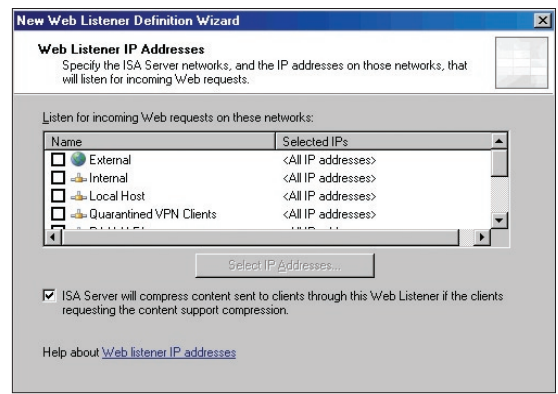 New Web Listener Definition Wizard
Web Listener IP Addresses
Specify the ISA Server networks, and the IP addresses on those networks, that
will listen for incoming Web requests.
Listen for incoming Web requests on these networks:
Name Selected IPs
External <All IP addresses>
Internal <All IP addresses>
Local Host <All IP addresses>
Quarantined VPN Clients <All IP addresses>
Select IP Addresses...
ISA Server will compress content sent to clients through this Web Listener if the clients
requesting the content support compression.
Help about Web listener IP addresses